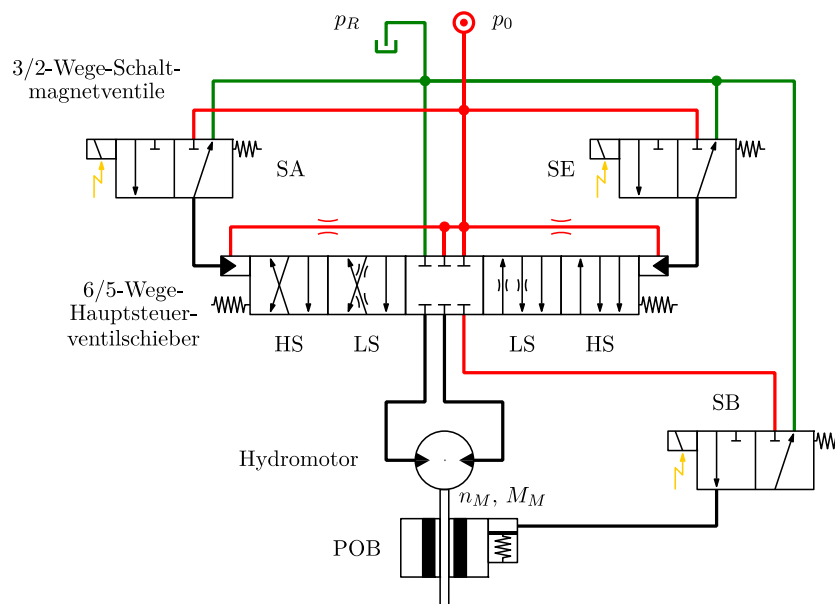 p_R
p_0
3/2-Wege-Schalt-
magnetventile
SA
SE
6/5-Wege-
Hauptsteuer-
ventilschieber
HS
LS
LS
HS
SB
Hydromotor
n_M, M_M
POB